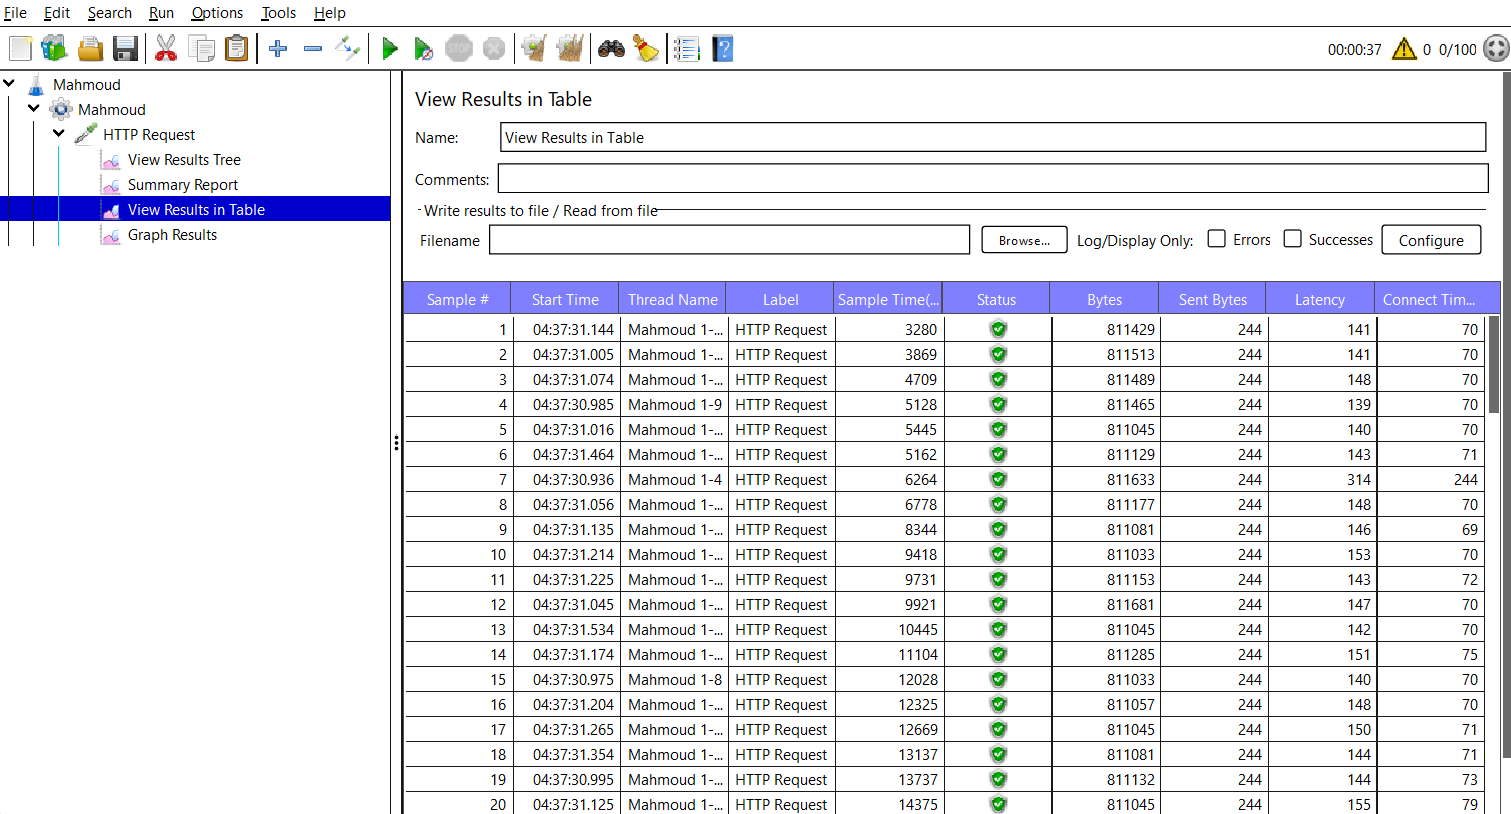 File Edit Search Run Options Tools Help
STOP
00:00:37 0 0/100
Mahmoud
Mahmoud
HTTP Request
View Results Tree
Summary Report
View Results in Table
Graph Results
View Results in Table
Name: View Results in Table
Comments:
Write results to file / Read from file
Filename Browse... Log/Display Only: Errors Successes Configure
Sample # Start Time Thread Name Label Sample Time(... Status Bytes Sent Bytes Latency Connect Tim...
1 04:37:31.144 Mahmoud 1-... HTTP Request 3280 811429 244 141 70
2 04:37:31.005 Mahmoud 1-... HTTP Request 3869 811513 244 141 70
3 04:37:31.074 Mahmoud 1-... HTTP Request 4709 811489 244 148 70
4 04:37:30.985 Mahmoud 1-9 HTTP Request 5128 811465 244 139 70
5 04:37:31.016 Mahmoud 1-... HTTP Request 5445 811045 244 140 70
6 04:37:31.464 Mahmoud 1-... HTTP Request 5162 811129 244 143 71
7 04:37:30.936 Mahmoud 1-4 HTTP Request 6264 811633 244 314 244
8 04:37:31.056 Mahmoud 1-... HTTP Request 6778 811177 244 148 70
9 04:37:31.135 Mahmoud 1-... HTTP Request 8344 811081 244 146 69
10 04:37:31.214 Mahmoud 1-... HTTP Request 9418 811033 244 153 70
11 04:37:31.225 Mahmoud 1-... HTTP Request 9731 811153 244 143 72
12 04:37:31.045 Mahmoud 1-... HTTP Request 9921 811681 244 147 70
13 04:37:31.534 Mahmoud 1-... HTTP Request 10445 811045 244 142 70
14 04:37:31.174 Mahmoud 1-... HTTP Request 11104 811285 244 151 75
15 04:37:30.975 Mahmoud 1-8 HTTP Request 12028 811033 244 140 70
16 04:37:31.204 Mahmoud 1-... HTTP Request 12325 811057 244 148 70
17 04:37:31.265 Mahmoud 1-... HTTP Request 12669 811045 244 150 71
18 04:37:31.354 Mahmoud 1-... HTTP Request 13137 811081 244 144 71
19 04:37:30.995 Mahmoud 1-... HTTP Request 13737 811132 244 144 73
20 04:37:31.125 Mahmoud 1-... HTTP Request 14375 811045 244 155 79